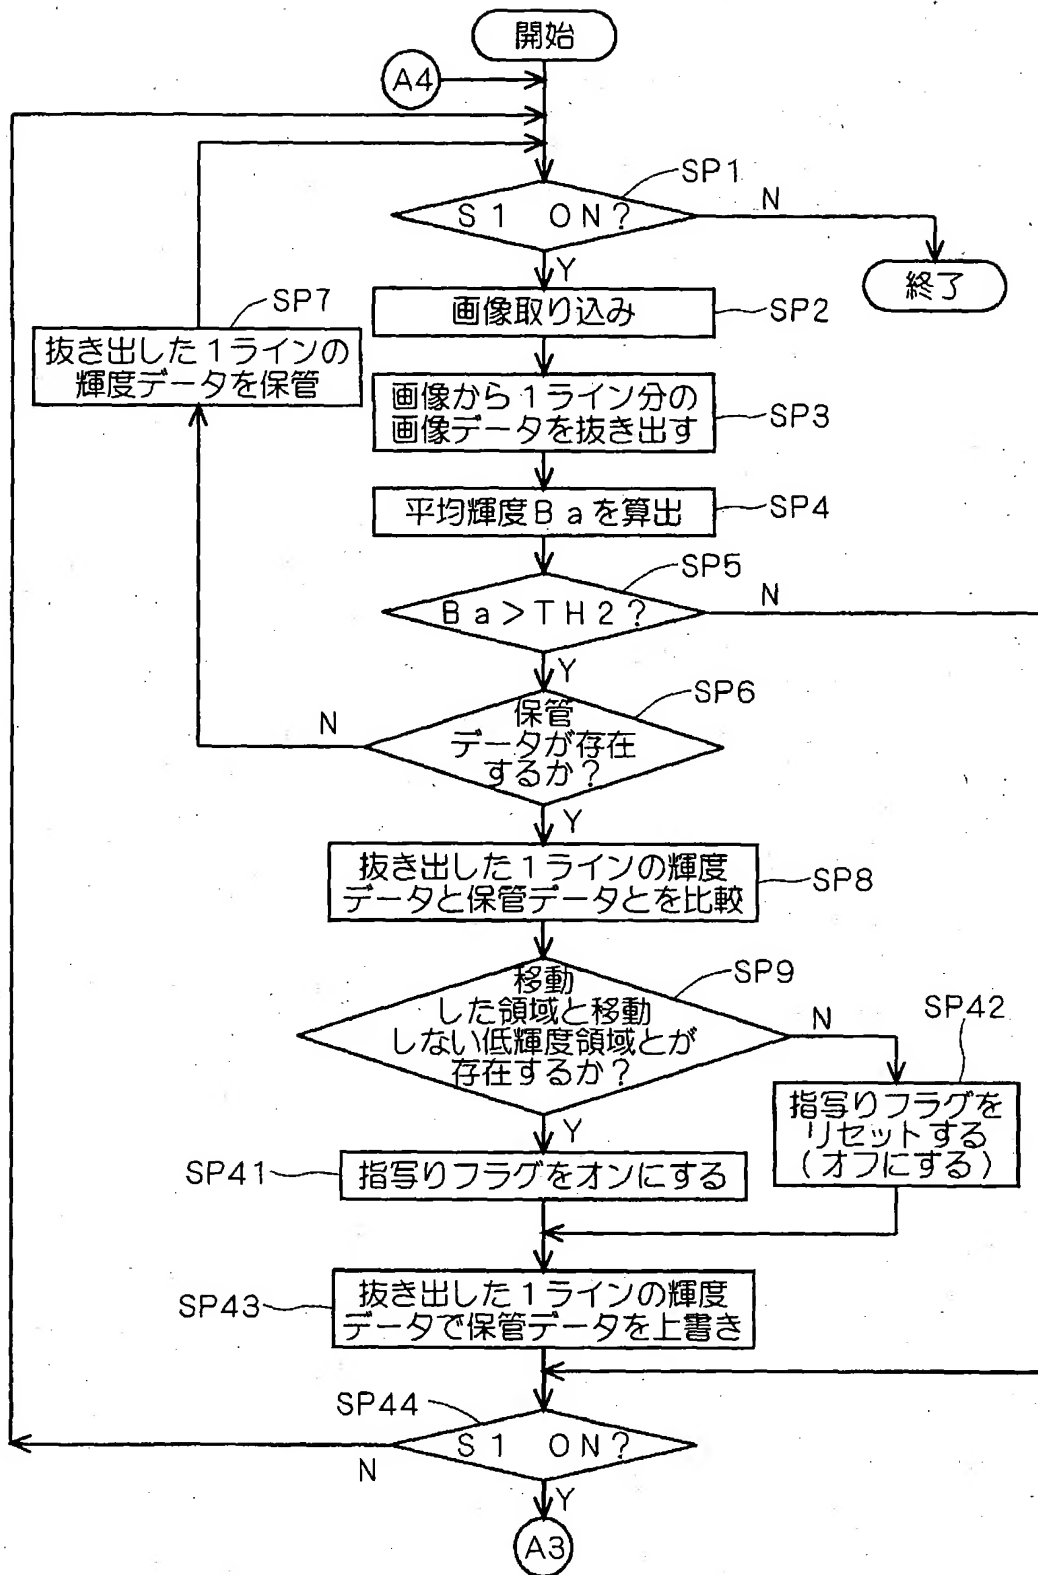 開始
A4
SP1
S1 ON?
N
Y
終了
SP7
抜き出した1ラインの
輝度データを保管
画像取り込み
SP2
画像から1ライン分の
画像データを抜き出す
SP3
平均輝度Baを算出
SP4
SP5
Ba>TH2?
N
Y
SP6
保管
データが存在
するか?
N
Y
抜き出した1ラインの輝度
データと保管データとを比較
SP8
SP9
移動
した領域と移動
しない低輝度領域とが
存在するか?
N
Y
SP42
指写りフラグを
リセットする
(オフにする)
SP41
指写りフラグをオンにする
SP43
抜き出した1ラインの輝度
データで保管データを上書き
SP44
S1 ON?
N
Y
A3